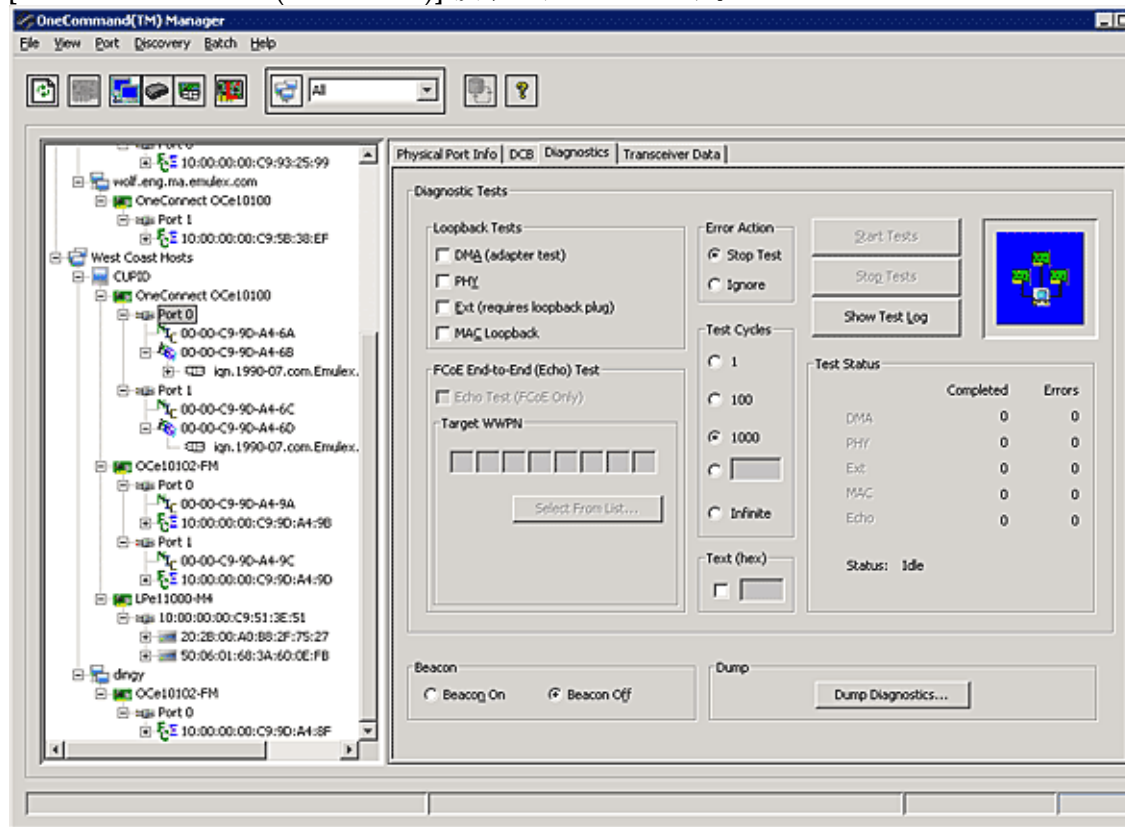 OneCommand(TM) Manager
File View Port Discovery Batch Help
All
10:00:00:00:C9:93:25:99
wolf.eng.ma.emulex.com
OneConnect OCe10100
Port 1
10:00:00:00:C9:5B:38:EF
West Coast Hosts
CUPID
OneConnect OCe10100
Port 0
00-00-C9-9D-A4-6A
00-00-C9-9D-A4-6B
iqn.1990-07.com.Emulex.
Port 1
00-00-C9-9D-A4-6C
00-00-C9-9D-A4-6D
iqn.1990-07.com.Emulex.
OCe10102-FM
Port 0
00-00-C9-9D-A4-9A
10:00:00:00:C9:9D:A4:9B
Port 1
00-00-C9-9D-A4-9C
10:00:00:00:C9:9D:A4:9D
LPe11000-M4
10:00:00:00:C9:51:3E:51
20:2B:00:A0:B8:2F:75:27
50:06:01:68:3A:60:0E:FB
dingy
OCe10102-FM
Port 0
10:00:00:00:C9:9D:A4:8F
Physical Port Info DCB Diagnostics Transceiver Data
Diagnostic Tests
Loopback Tests
DMA (adapter test)
PHY
Ext (requires loopback plug)
MAC Loopback
FCoE End-to-End (Echo) Test
Echo Test (FCoE Only)
Target WWPN
Select From List...
Error Action
Stop Test
Ignore
Test Cycles
1
100
1000
Infinite
Text (hex)
Start Tests
Stop Tests
Show Test Log
Test Status
Completed Errors
DMA 0 0
PHY 0 0
Ext 0 0
MAC 0 0
Echo 0 0
Status: Idle
Beacon
Beacon On Beacon Off
Dump
Dump Diagnostics...